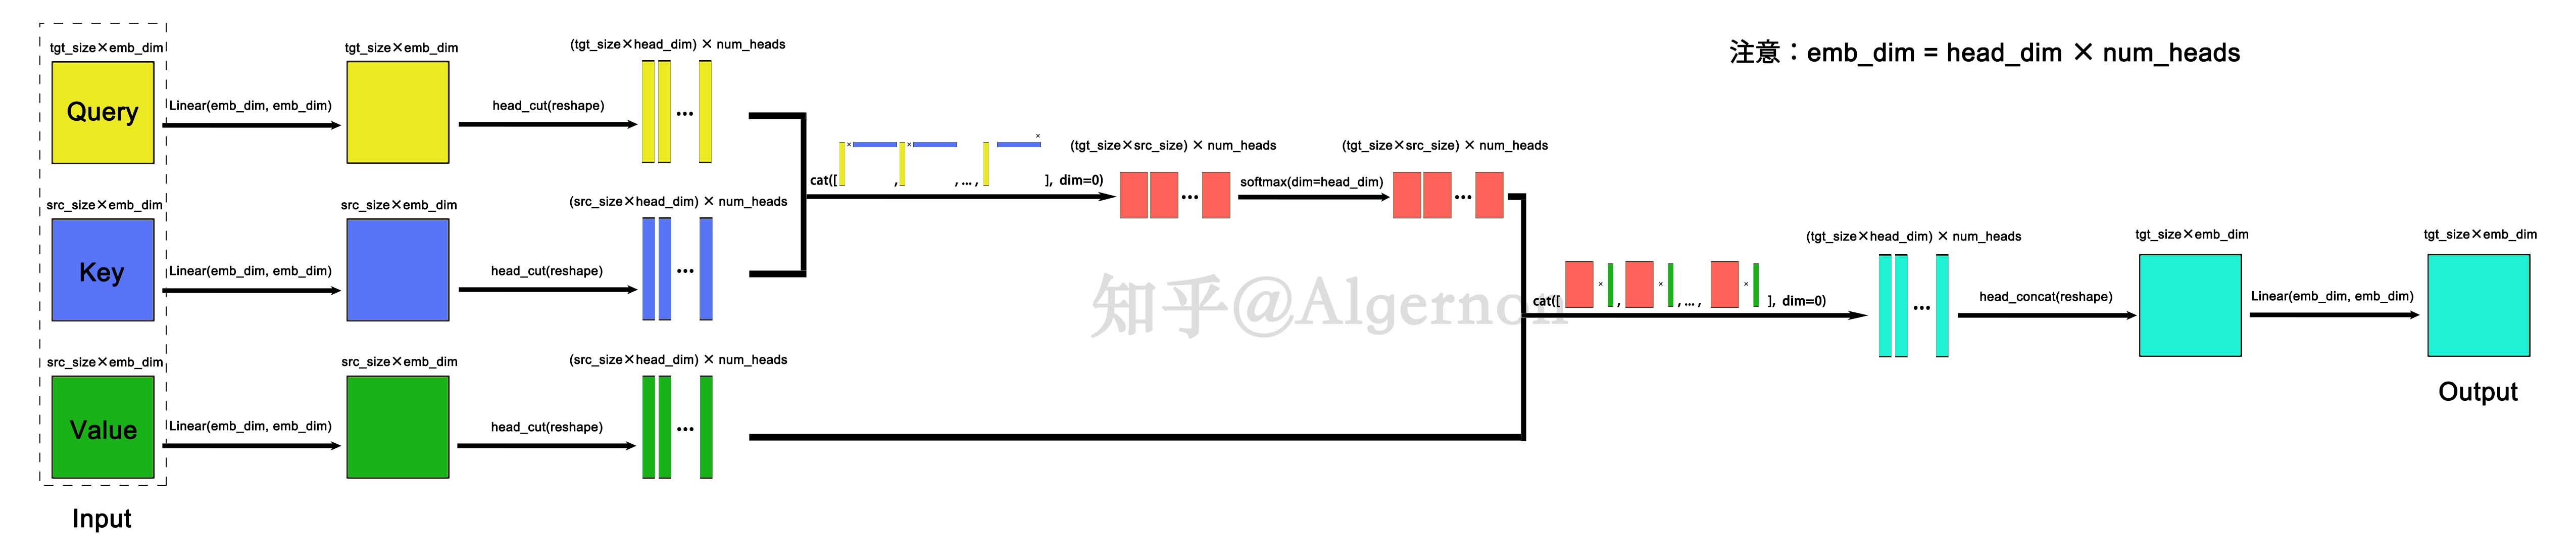 注意：emb_dim = head_dim × num_heads
tgt_size×emb_dim
Query
Linear(emb_dim, emb_dim)
tgt_size×emb_dim
head_cut(reshape)
(tgt_size×head_dim) × num_heads
...
src_size×emb_dim
Key
Linear(emb_dim, emb_dim)
src_size×emb_dim
head_cut(reshape)
(src_size×head_dim) × num_heads
...
src_size×emb_dim
Value
Linear(emb_dim, emb_dim)
src_size×emb_dim
head_cut(reshape)
(src_size×head_dim) × num_heads
...
Input
cat([ × , × , ... , × ], dim=0)
(tgt_size×src_size) × num_heads
...
softmax(dim=head_dim)
(tgt_size×src_size) × num_heads
...
cat([ × , × , ... , × ], dim=0)
(tgt_size×head_dim) × num_heads
...
head_concat(reshape)
tgt_size×emb_dim
Linear(emb_dim, emb_dim)
tgt_size×emb_dim
Output
知乎@Algernon